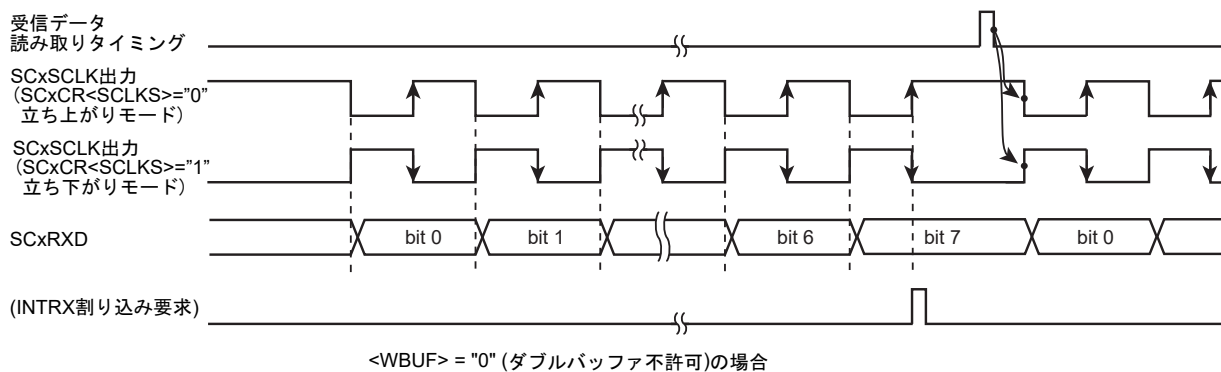 受信データ
読み取りタイミング
SCxSCLK出力
(SCxCR<SCLKS>="0"
立ち上がりモード)
SCxSCLK出力
(SCxCR<SCLKS>="1"
立ち下がりモード)
SCxRXD
bit 0
bit 1
bit 6
bit 7
bit 0
(INTRX割り込み要求)
<WBUF> = "0" (ダブルバッファ不許可)の場合